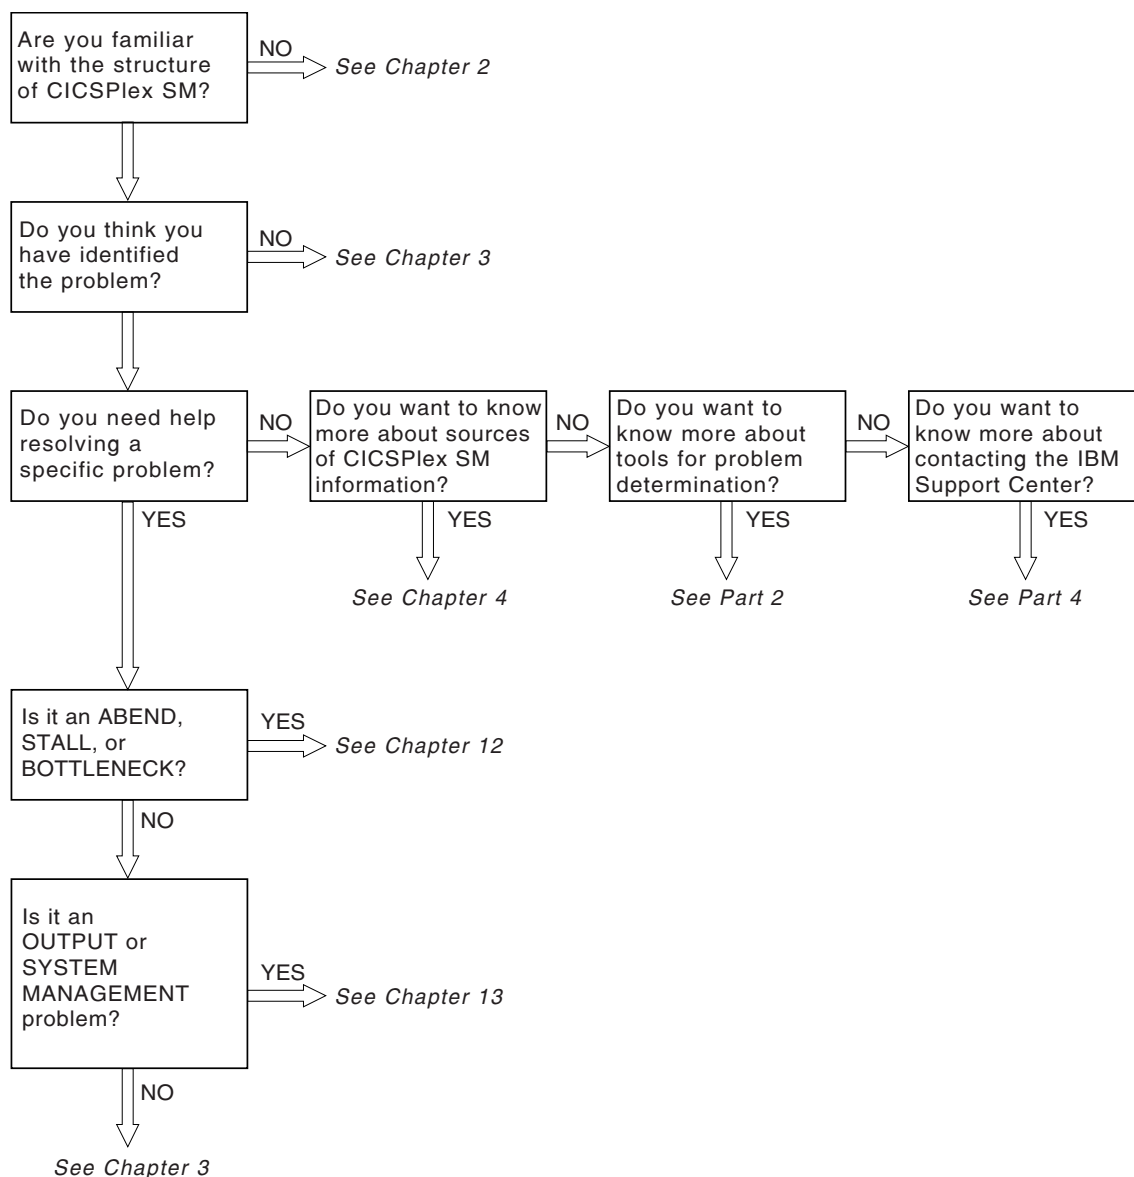 Are you familiar
with the structure
of CICSPlex SM?
NO
See Chapter 2
Do you think you
have identified
the problem?
NO
See Chapter 3
Do you need help
resolving a
specific problem?
NO
Do you want to know
more about sources
of CICSPlex SM
information?
NO
Do you want to
know more about
tools for problem
determination?
NO
Do you want to
know more about
contacting the IBM
Support Center?
YES
YES
YES
YES
See Chapter 4
See Part 2
See Part 4
Is it an ABEND,
STALL, or
BOTTLENECK?
YES
See Chapter 12
NO
Is it an
OUTPUT or
SYSTEM
MANAGEMENT
problem?
YES
See Chapter 13
NO
See Chapter 3